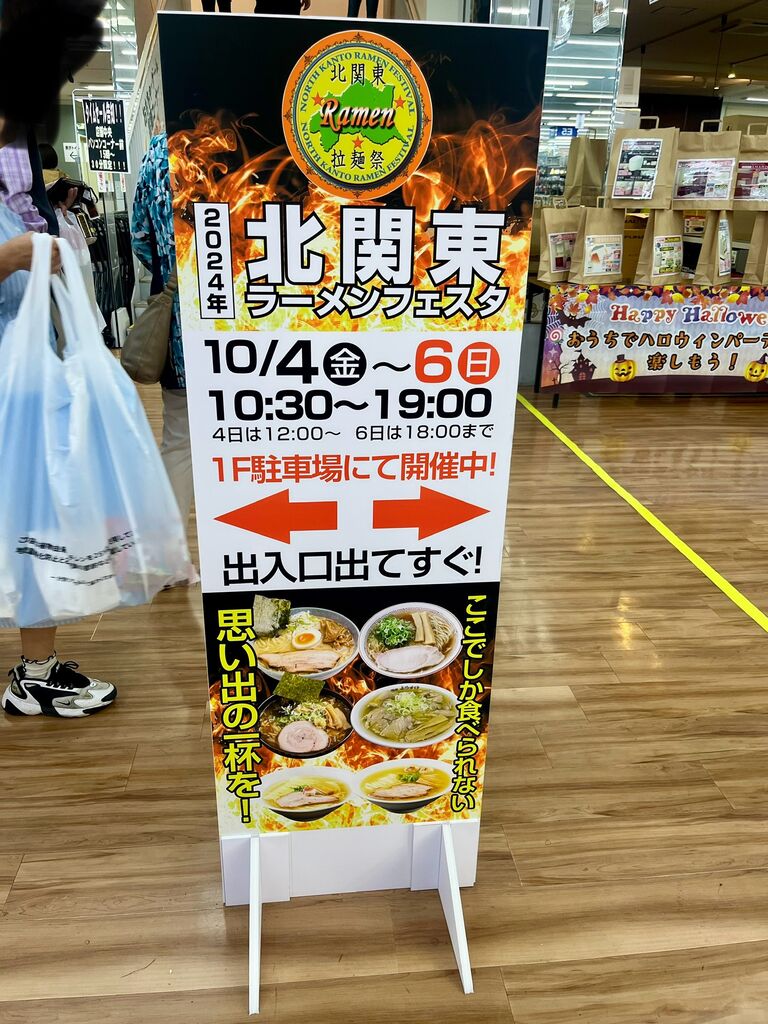 NORTH KANTO RAMEN FESTIVAL
北関東
Ramen
拉麺祭
NORTH KANTO RAMEN FESTIVAL
2024年
北関東
ラーメンフェスタ
10/4金〜6日
10:30〜19:00
4日は12:00〜 6日は18:00まで
1F駐車場にて開催中!
出入口出てすぐ!
ここでしか食べられない
思い出の一杯を!
Happy Hallowe
おうちでハロウィンパーテ
楽しもう!